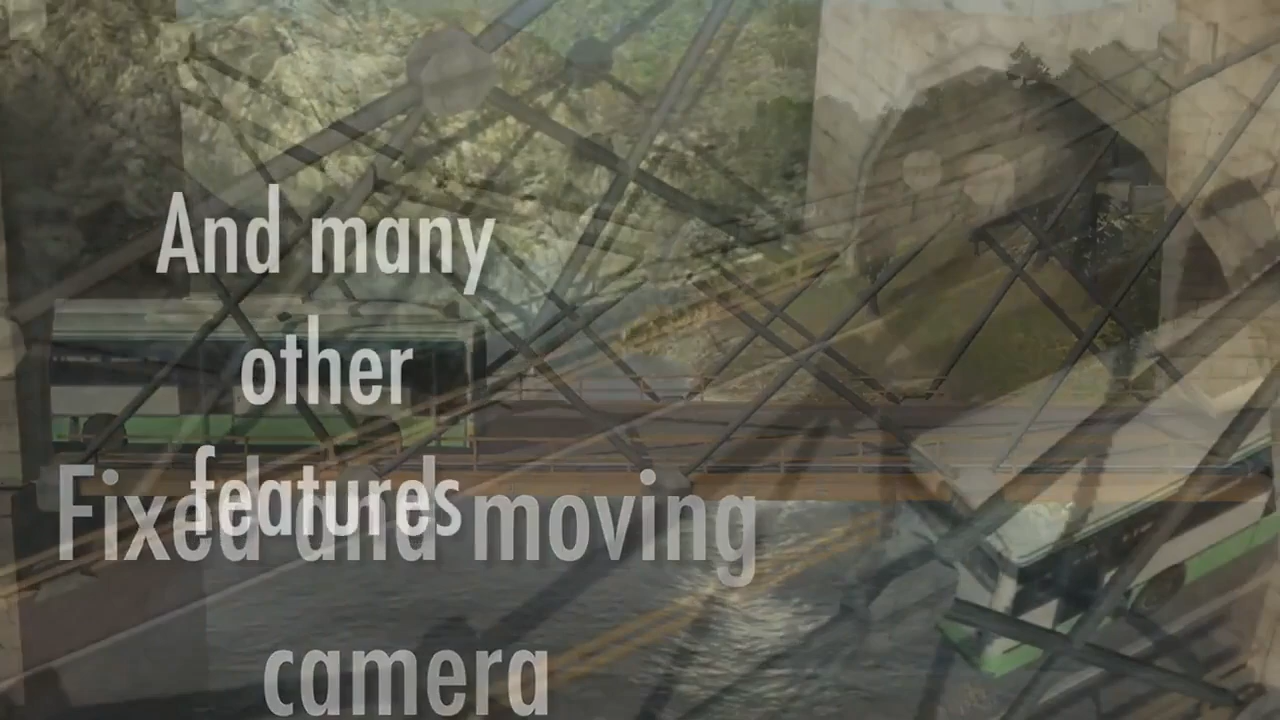 And many
other
features
Fixed and moving
camera